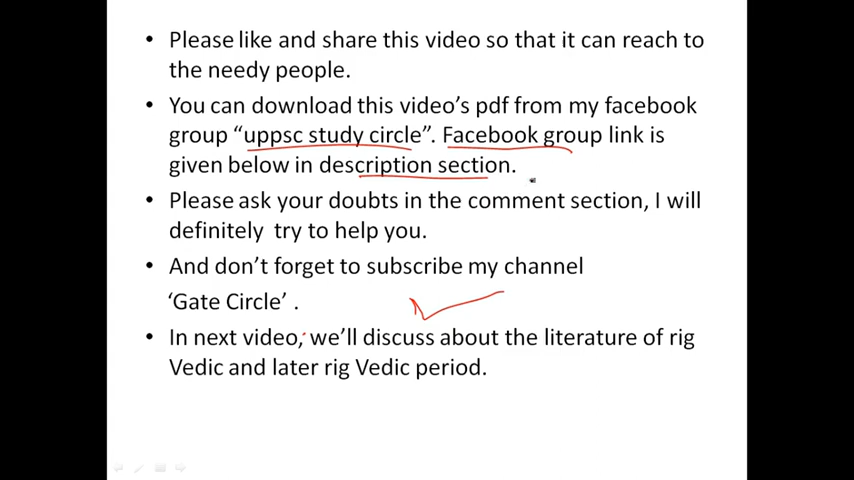 • Please like and share this video so that it can reach to
the needy people.
• You can download this video's pdf from my facebook
group “uppsc study circle”. Facebook group link is
given below in description section.
• Please ask your doubts in the comment section, I will
definitely try to help you.
• And don't forget to subscribe my channel
‘Gate Circle’ .
• In next video, we'll discuss about the literature of rig
Vedic and later rig Vedic period.